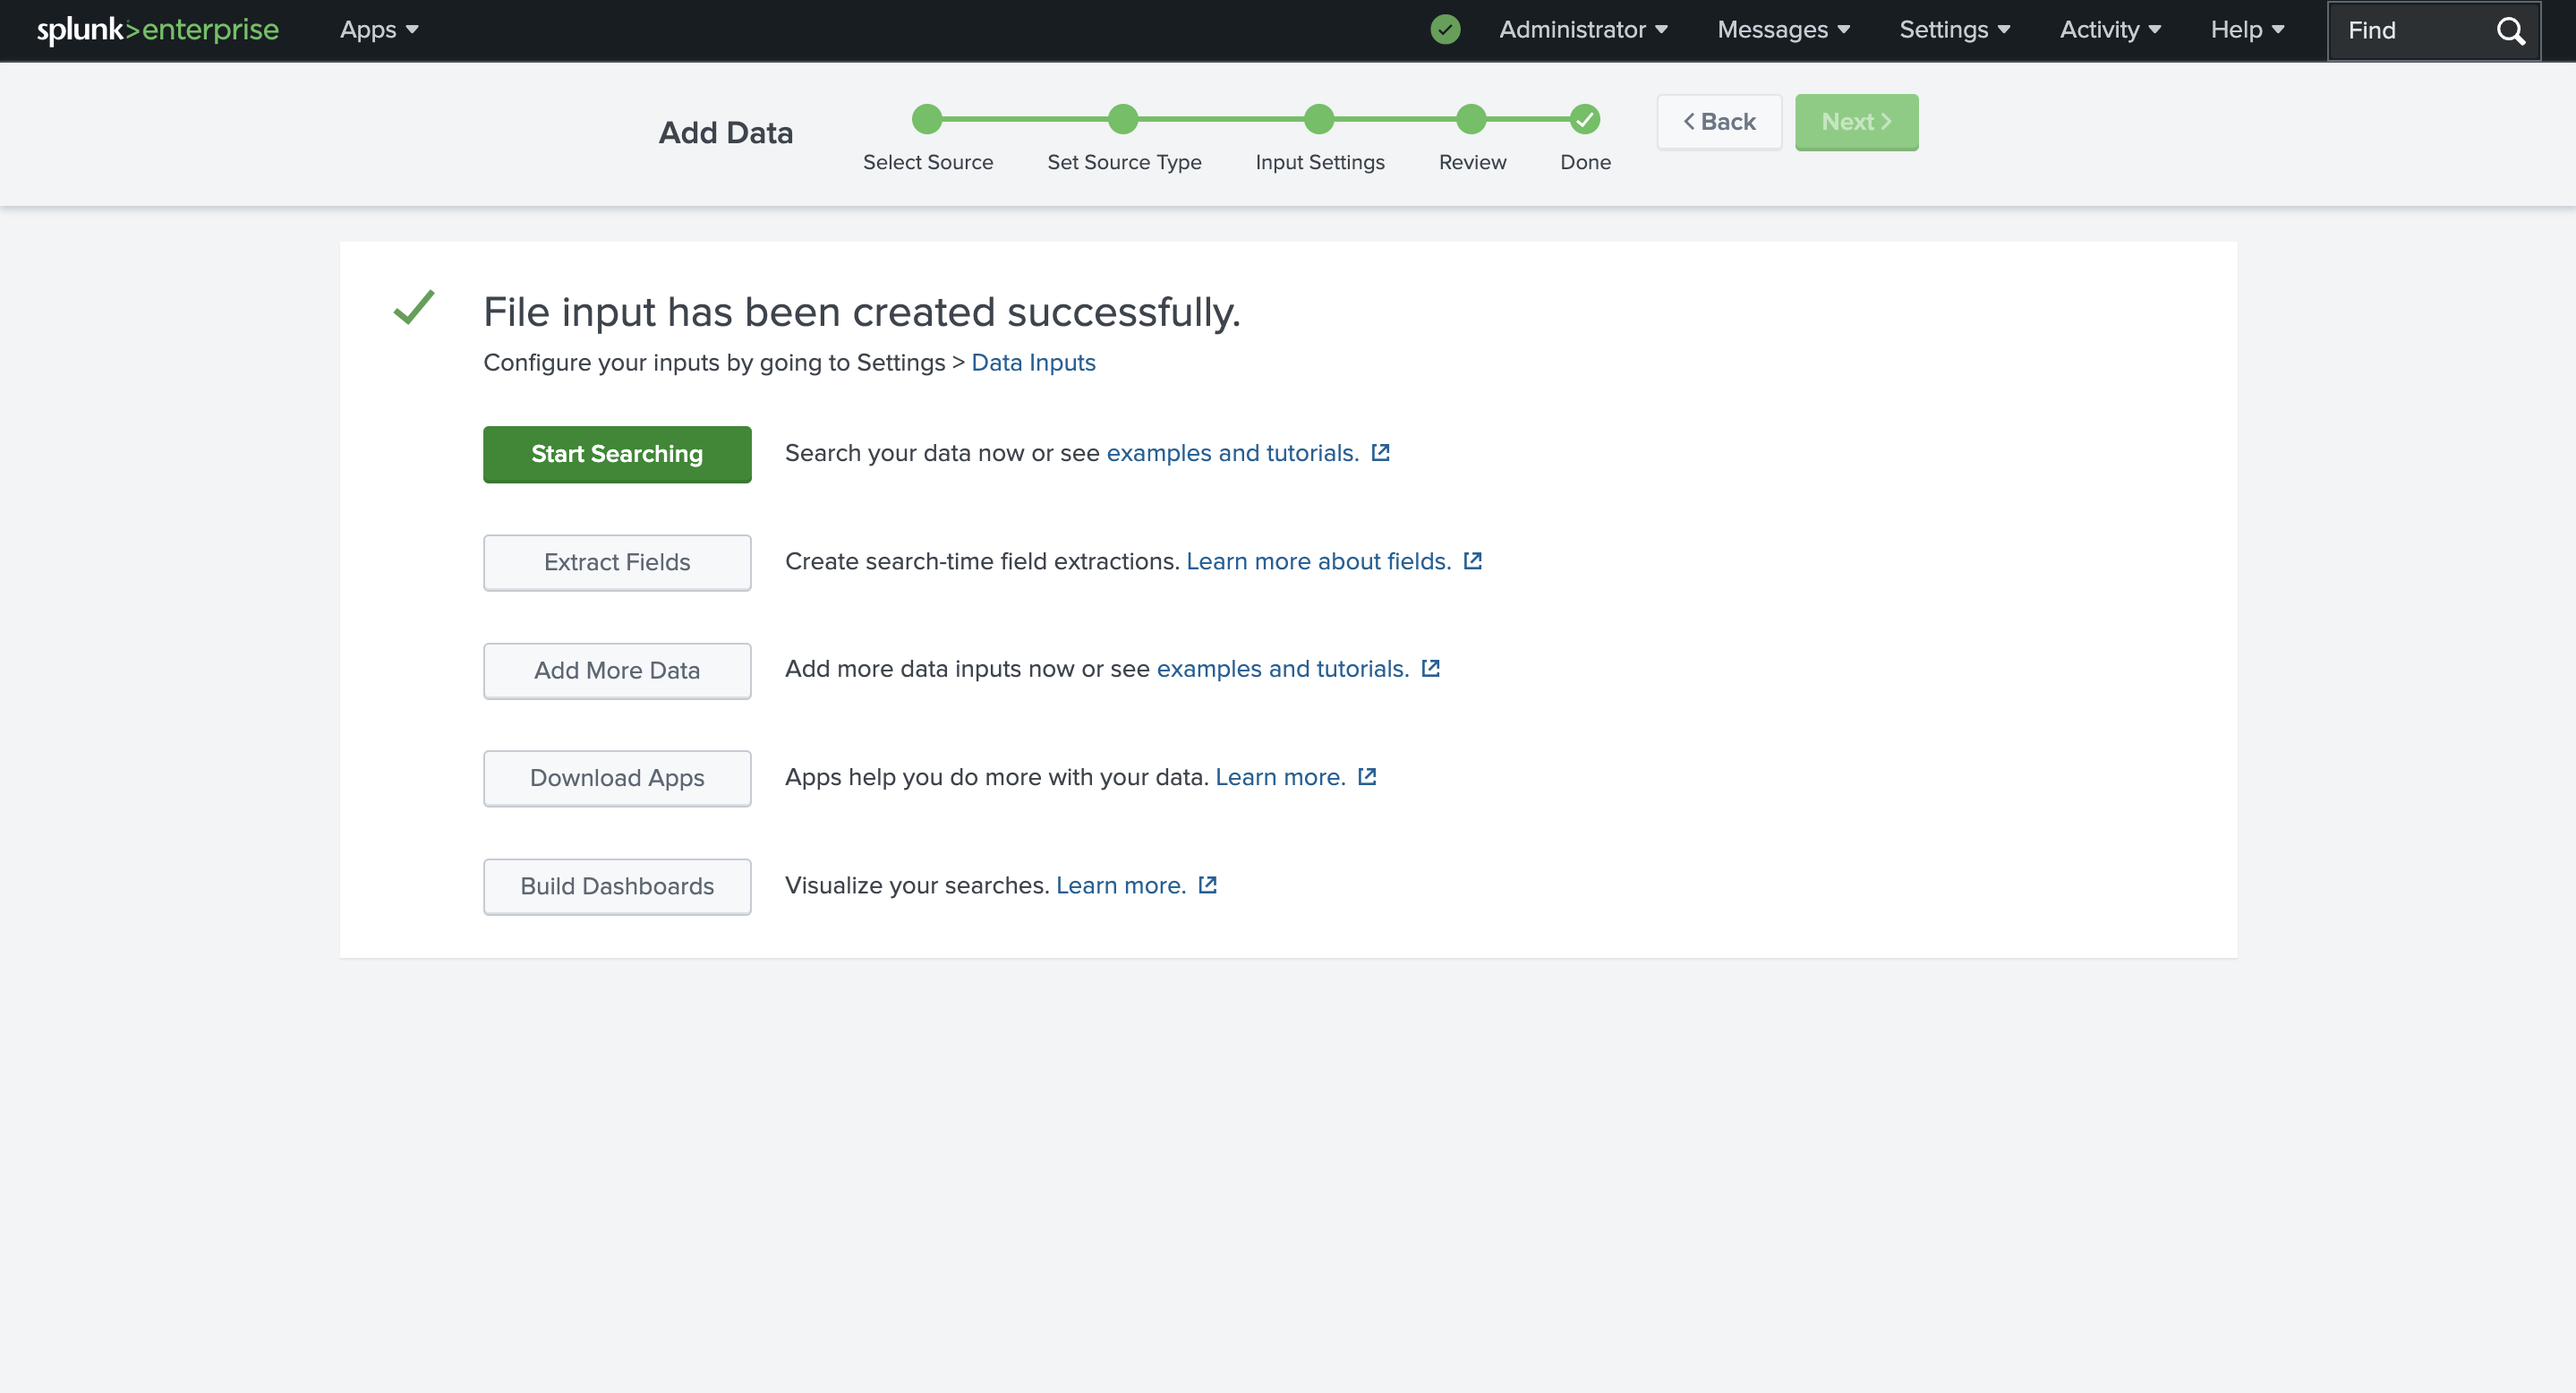 splunk>enterprise Apps Administrator Messages Settings Activity Help Find
Add Data
Select Source Set Source Type Input Settings Review Done
Back Next
File input has been created successfully.
Configure your inputs by going to Settings > Data Inputs
Start Searching Search your data now or see examples and tutorials.
Extract Fields Create search-time field extractions. Learn more about fields.
Add More Data Add more data inputs now or see examples and tutorials.
Download Apps Apps help you do more with your data. Learn more.
Build Dashboards Visualize your searches. Learn more.